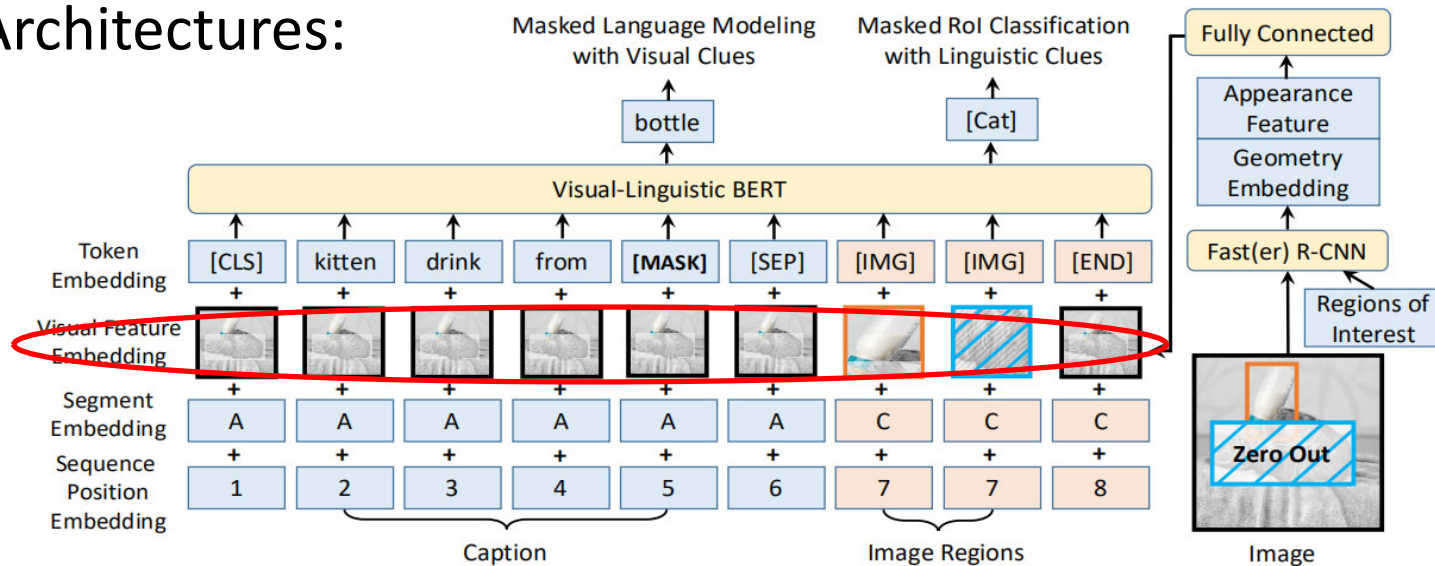 Architectures:
Masked Language Modeling
with Visual Clues
Masked RoI Classification
with Linguistic Clues
bottle
[Cat]
Visual-Linguistic BERT
Token
Embedding
[CLS] kitten drink from [MASK] [SEP] [IMG] [IMG] [END]
+ + + + + + + + +
Visual Feature
Embedding
+ + + + + + + + +
Segment
Embedding
A A A A A A C C C
+ + + + + + + + +
Sequence
Position
Embedding
1 2 3 4 5 6 7 7 8
Caption
Image Regions
Fully Connected
Appearance
Feature
Geometry
Embedding
Fast(er) R-CNN
Regions of
Interest
Zero Out
Image